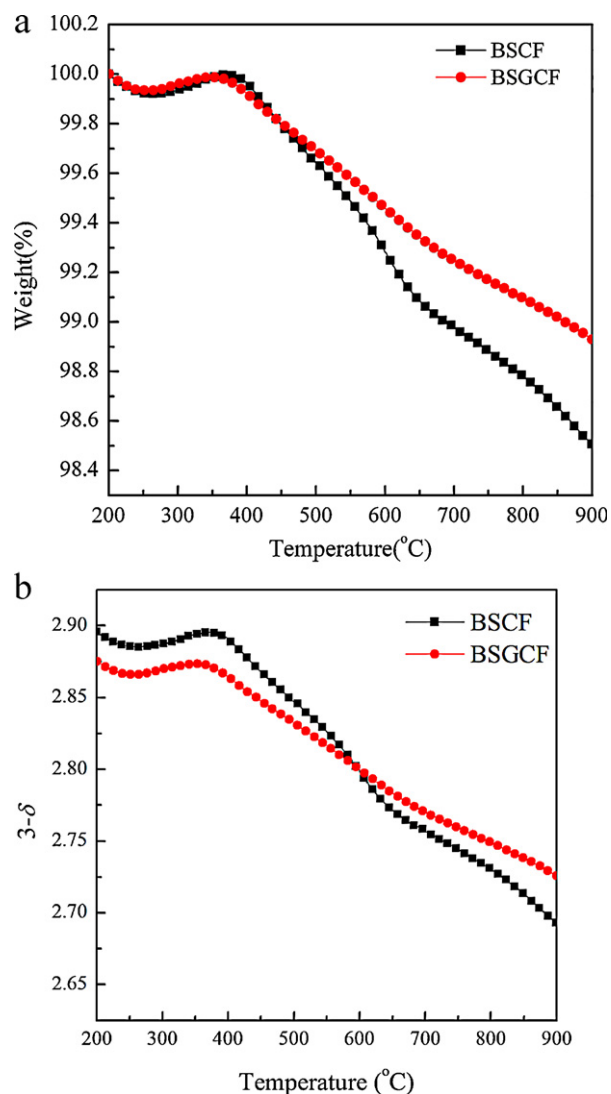 a
100.2
100.0
99.8
99.6
99.4
99.2
99.0
98.8
98.6
98.4
Weight(%)
BSCF
BSGCF
200 300 400 500 600 700 800 900
Temperature(°C)
b
2.90
2.85
2.80
2.75
2.70
2.65
3-δ
BSCF
BSGCF
200 300 400 500 600 700 800 900
Temperature (°C)